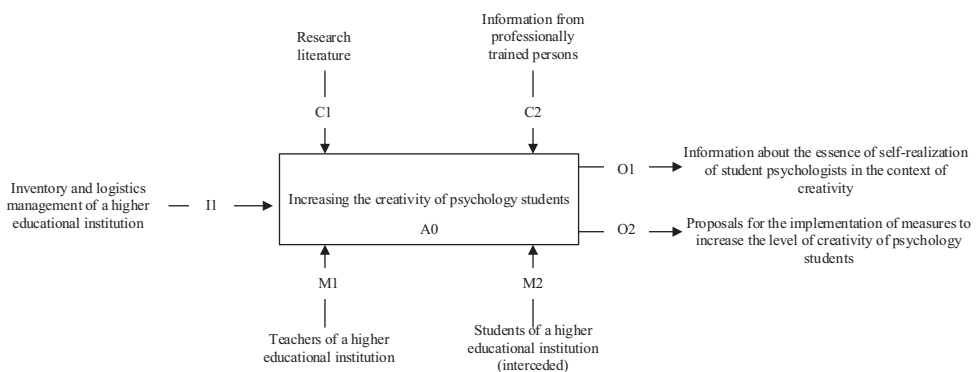 Research
literature
Information from
professionally
trained persons
C1
C2
Inventory and logistics
management of a higher
educational institution
I1
Increasing the creativity of psychology students
A0
O1
Information about the essence of self-realization
of student psychologists in the context of
creativity
O2
Proposals for the implementation of measures to
increase the level of creativity of psychology
students
M1
M2
Teachers of a higher
educational institution
Students of a higher
educational institution
(interceded)